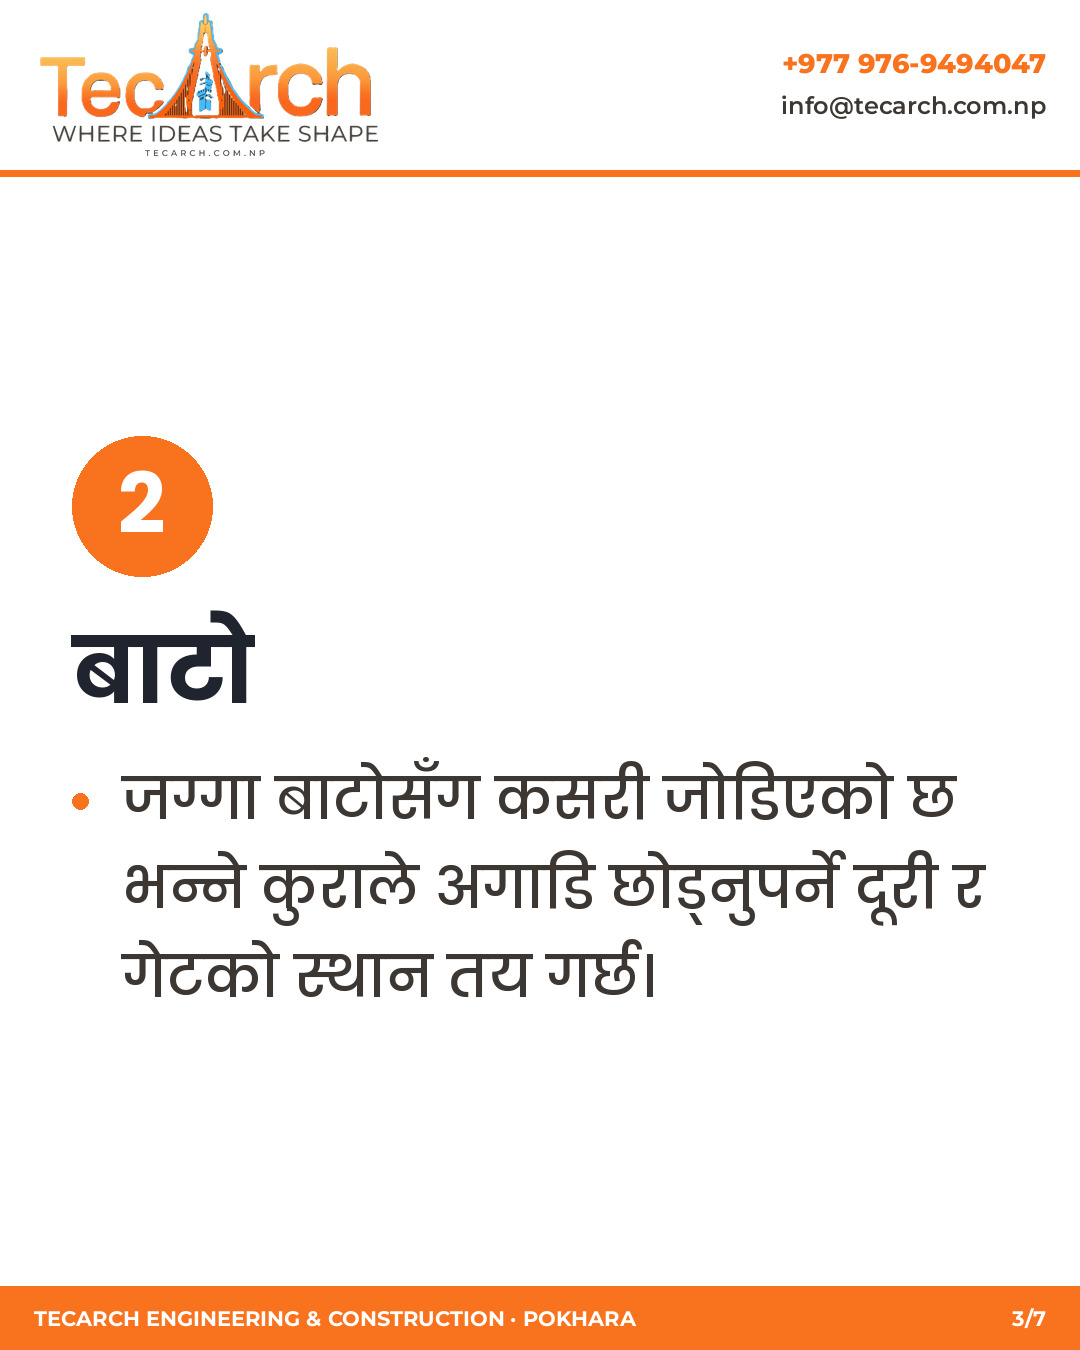 TecArch
WHERE IDEAS TAKE SHAPE
TECARCH.COM.NP
+977 976-9494047
info@tecarch.com.np
2
बाटो
• जग्गा बाटोसँग कसरी जोडिएको छ
भन्ने कुराले अगाडि छोड्नुपर्ने दूरी र
गेटको स्थान तय गर्छ।
TECARCH ENGINEERING & CONSTRUCTION · POKHARA
3/7